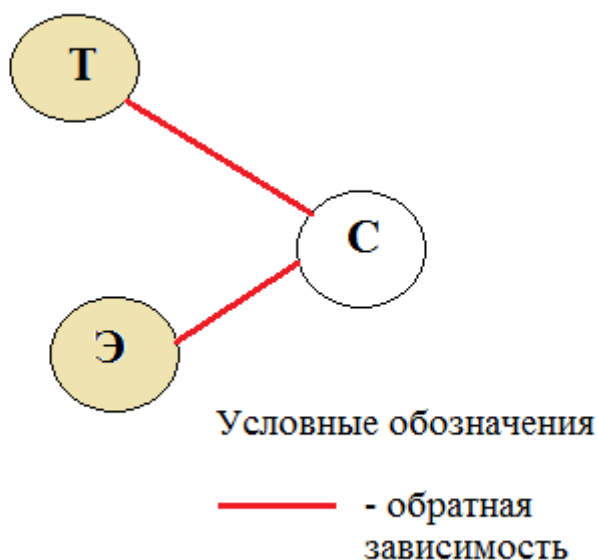 Т
С
Э
Условные обозначения
- обратная
зависимость